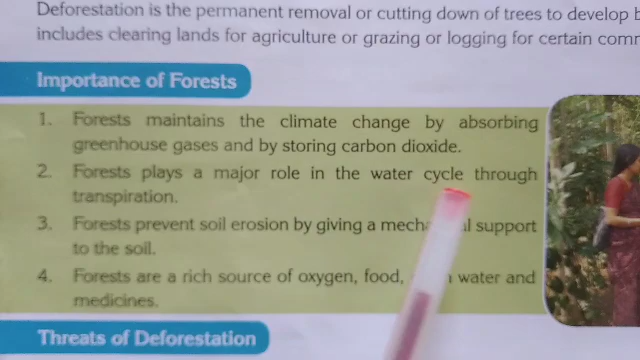 Deforestation is the permanent removal or cutting down of trees to develop
includes clearing lands for agriculture or grazing or logging for certain
Importance of Forests
1. Forests maintains the climate change by absorbing
greenhouse gases and by storing carbon dioxide.
2. Forests plays a major role in the water cycle through
transpiration.
3. Forests prevent soil erosion by giving a support
to the soil.
4. Forests are a rich source of oxygen, food, water and
medicines.
Threats of Deforestation